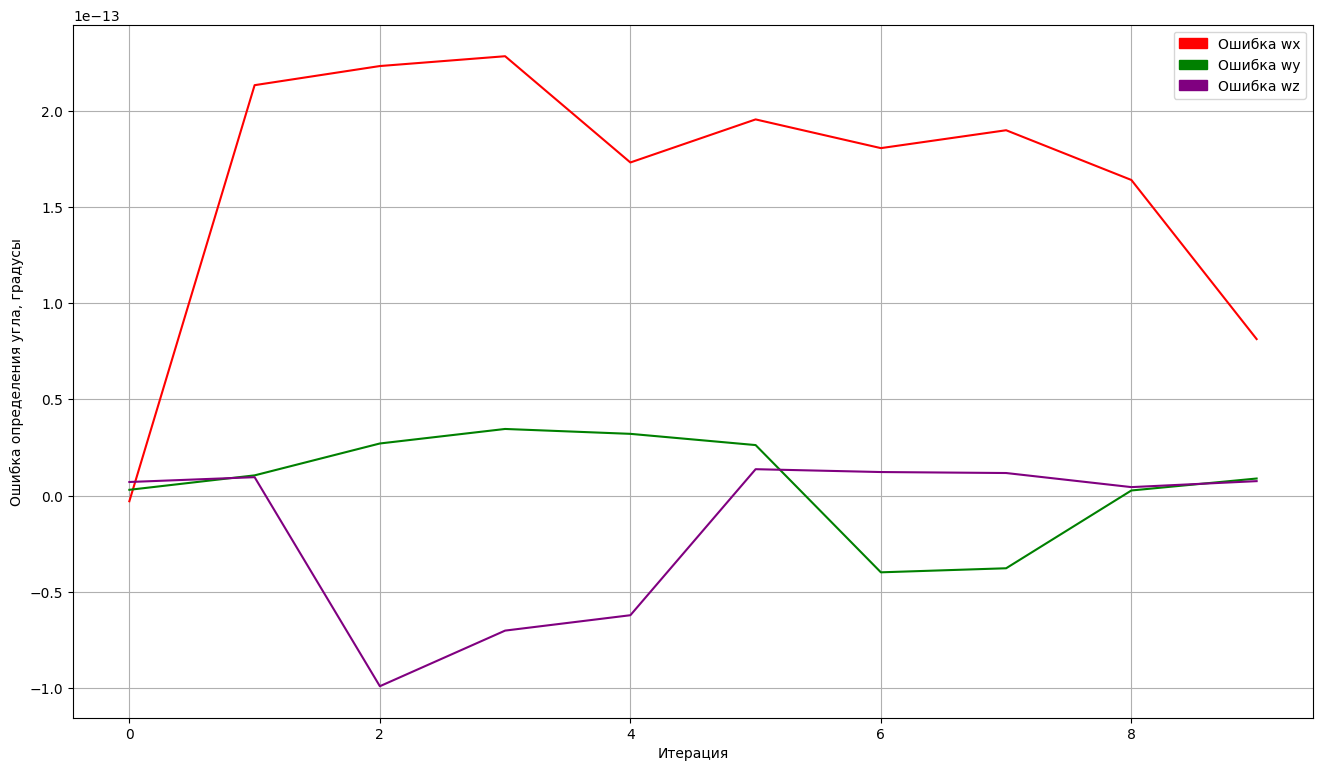 1e−13
Ошибка wx
Ошибка wy
Ошибка wz
2.0
1.5
1.0
0.5
0.0
−0.5
−1.0
Ошибка определения угла, градусы
0 2 4 6 8
Итерация